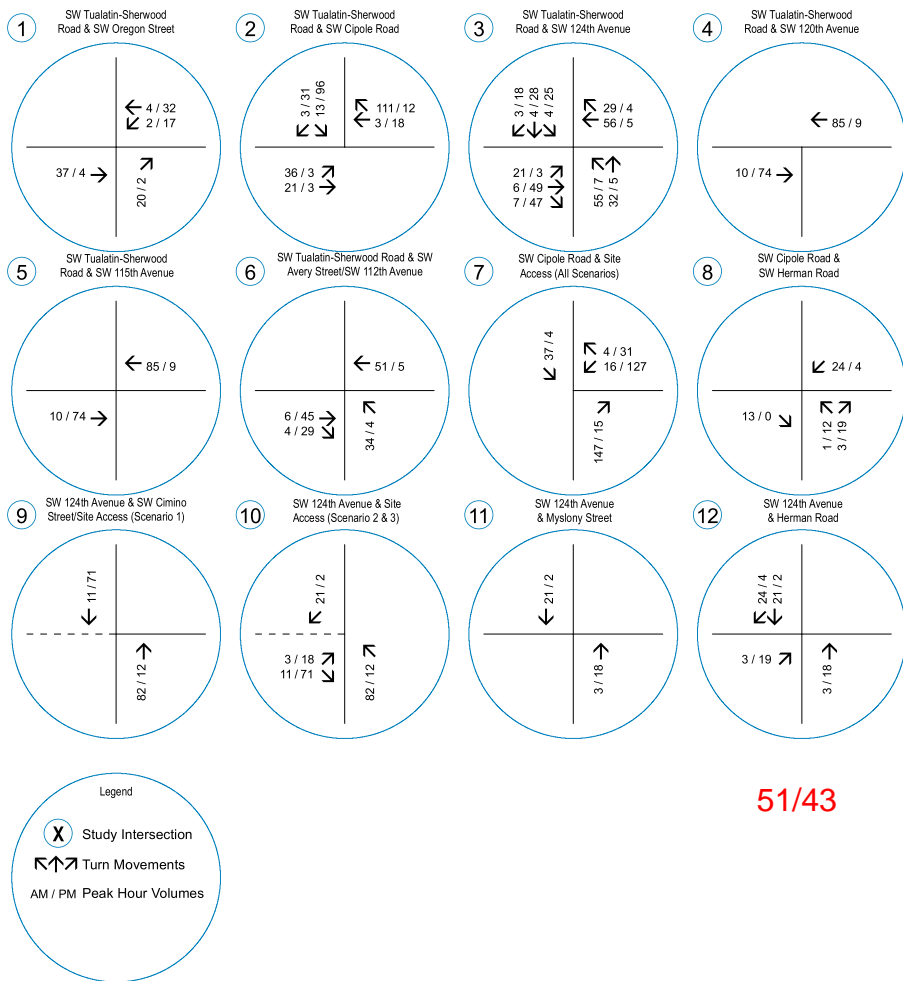 1
SW Tualatin-Sherwood
Road & SW Oregon Street
4 / 32
2 / 17
37 / 4
20 / 2
2
SW Tualatin-Sherwood
Road & SW Cipole Road
3 / 31
13 / 96
111 / 12
3 / 18
36 / 3
21 / 3
3
SW Tualatin-Sherwood
Road & SW 124th Avenue
3 / 18
4 / 28
4 / 25
29 / 4
56 / 5
21 / 3
6 / 49
7 / 47
55 / 7
32 / 5
4
SW Tualatin-Sherwood
Road & SW 120th Avenue
85 / 9
10 / 74
5
SW Tualatin-Sherwood
Road & SW 115th Avenue
85 / 9
10 / 74
6
SW Tualatin-Sherwood Road & SW
Avery Street/SW 112th Avenue
51 / 5
6 / 45
4 / 29
34 / 4
7
SW Cipole Road & Site
Access (All Scenarios)
37 / 4
4 / 31
16 / 127
147 / 15
8
SW Cipole Road &
SW Herman Road
24 / 4
13 / 0
1 / 12
3 / 19
9
SW 124th Avenue & SW Cimino
Street/Site Access (Scenario 1)
11 / 71
82 / 12
10
SW 124th Avenue & Site
Access (Scenario 2 & 3)
21 / 2
3 / 18
11 / 71
82 / 12
11
SW 124th Avenue
& Myslony Street
21 / 2
3 / 18
12
SW 124th Avenue
& Herman Road
24 / 4
21 / 2
3 / 19
3 / 18
Legend
X Study Intersection
Turn Movements
AM / PM Peak Hour Volumes
51/43